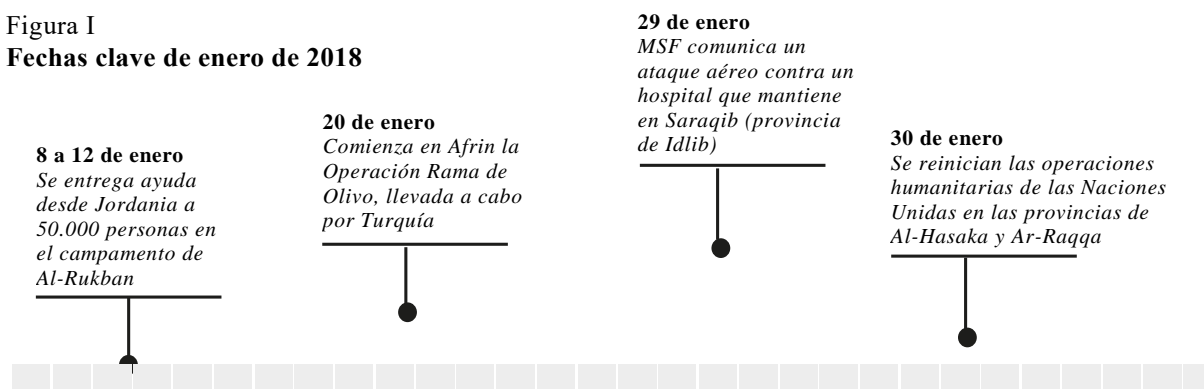 Figura I
Fechas clave de enero de 2018
8 a 12 de enero
Se entrega ayuda
desde Jordania a
50.000 personas en
el campamento de
Al-Rukban
20 de enero
Comienza en Afrin la
Operación Rama de
Olivo, llevada a cabo
por Turquía
29 de enero
MSF comunica un
ataque aéreo contra un
hospital que mantiene
en Saraqib (provincia
de Idlib)
30 de enero
Se reinician las operaciones
humanitarias de las Naciones
Unidas en las provincias de
Al-Hasaka y Ar-Raqqa